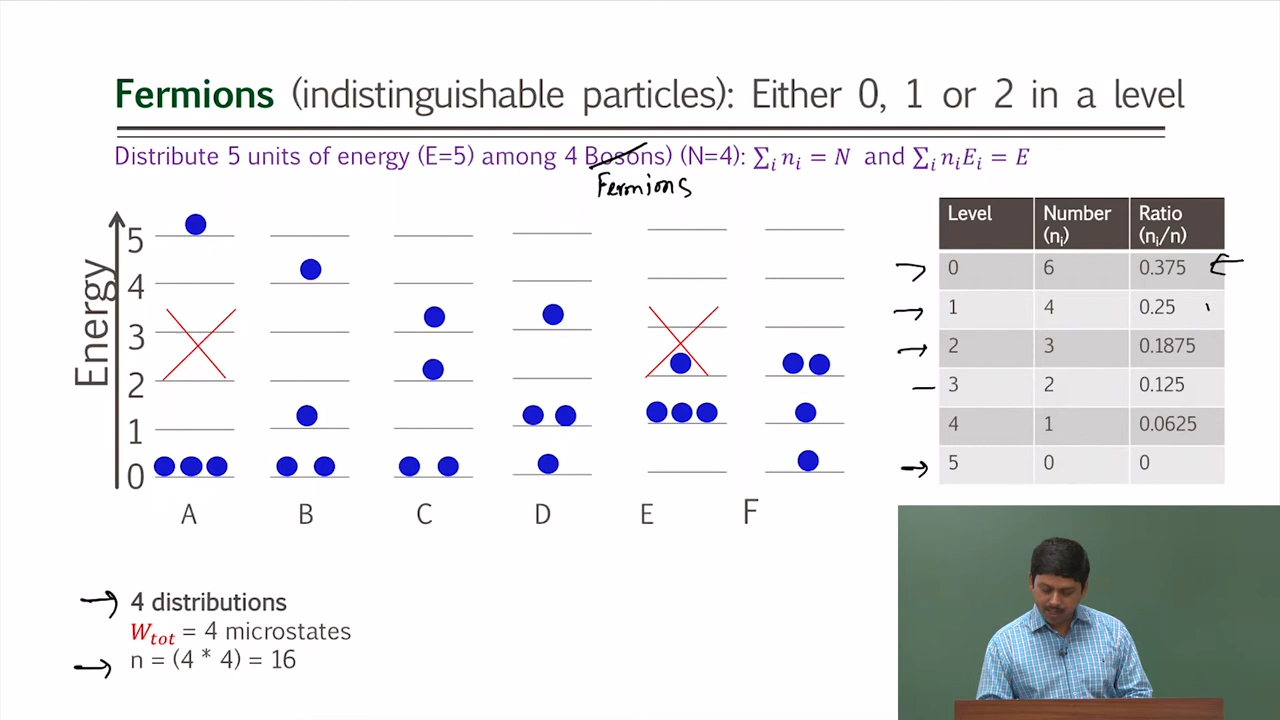 Fermions (indistinguishable particles): Either 0, 1 or 2 in a level
Distribute 5 units of energy (E=5) among 4 Bosons) (N=4): ∑ᵢ nᵢ = N and ∑ᵢ nᵢEᵢ = E
Fermions
Energy
5
4
3
2
1
0
A B C D E F
Level Number (nᵢ) Ratio (nᵢ/n)
0 6 0.375
1 4 0.25
2 3 0.1875
3 2 0.125
4 1 0.0625
5 0 0
4 distributions
Wₜₒₜ = 4 microstates
n = (4 * 4) = 16